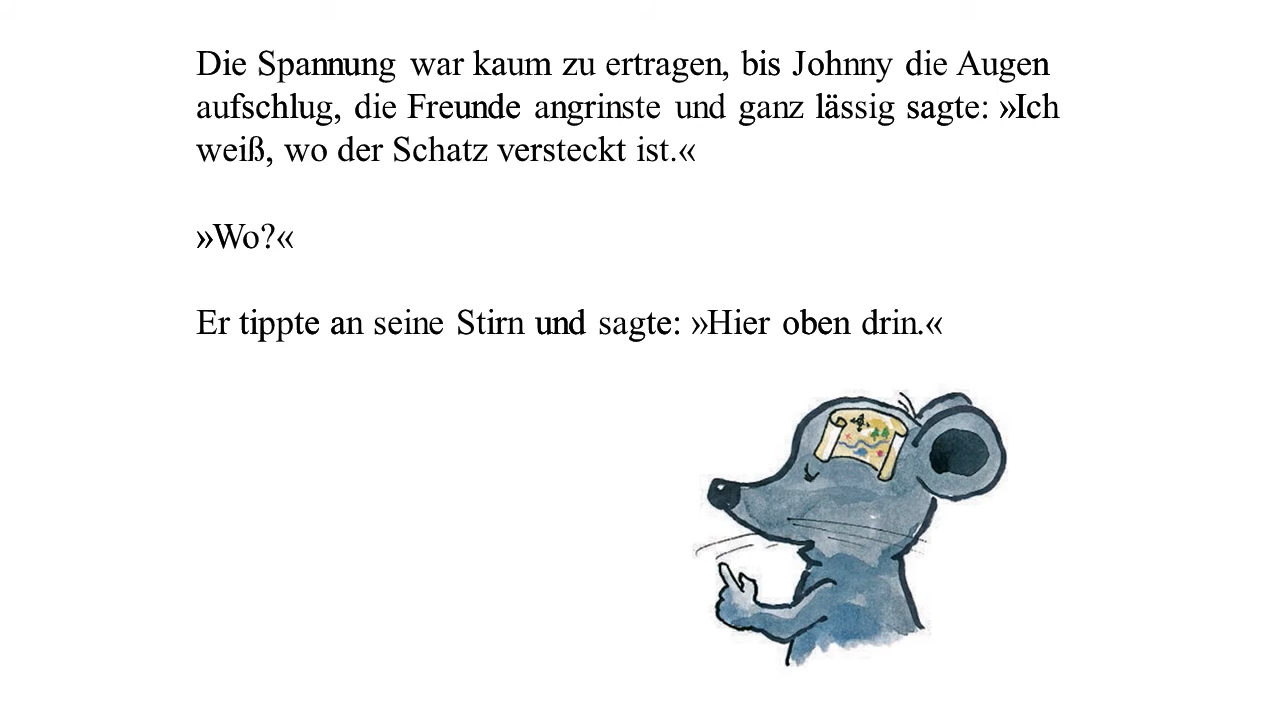 Die Spannung war kaum zu ertragen, bis Johnny die Augen
aufschlug, die Freunde angrinste und ganz lässig sagte: »Ich
weiß, wo der Schatz versteckt ist.«
»Wo?«
Er tippte an seine Stirn und sagte: »Hier oben drin.«